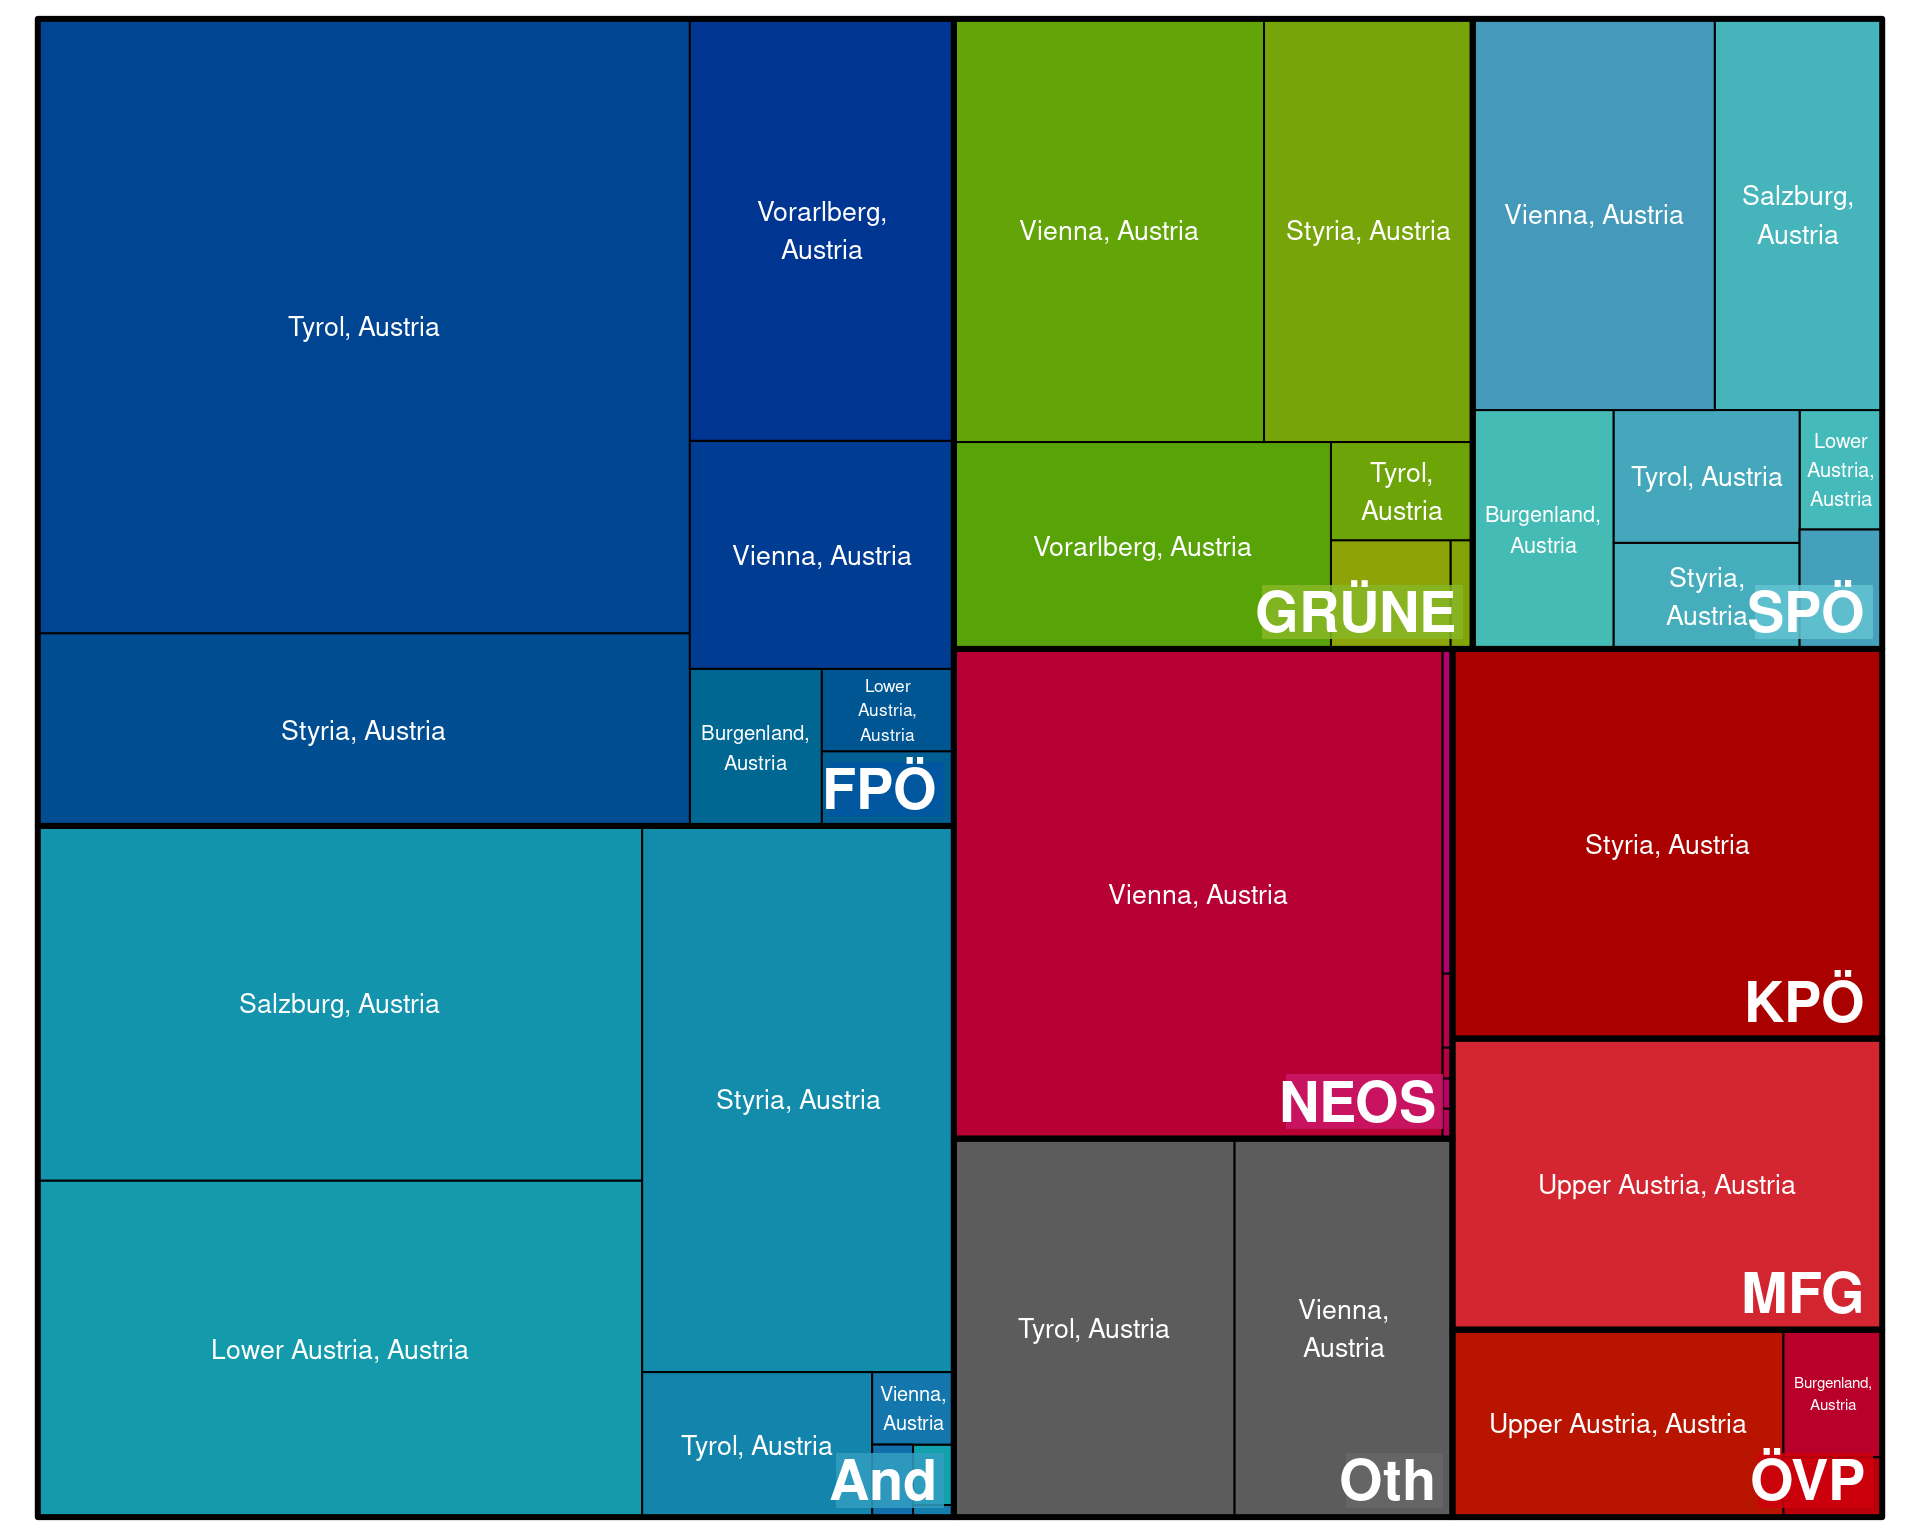 Tyrol, Austria
Vorarlberg,
Austria
Vienna, Austria
Styria, Austria
Burgenland,
Austria
Lower
Austria,
Austria
FPÖ
Vienna, Austria
Styria, Austria
Vorarlberg, Austria
Tyrol,
Austria
GRÜNE
Vienna, Austria
Salzburg,
Austria
Burgenland,
Austria
Tyrol, Austria
Lower
Austria,
Austria
Styria,
Austria
SPÖ
Salzburg, Austria
Styria, Austria
Lower Austria, Austria
Tyrol, Austria
Vienna,
Austria
And
Vienna, Austria
NEOS
Styria, Austria
KPÖ
Upper Austria, Austria
MFG
Tyrol, Austria
Vienna,
Austria
Oth
Upper Austria, Austria
Burgenland,
Austria
ÖVP